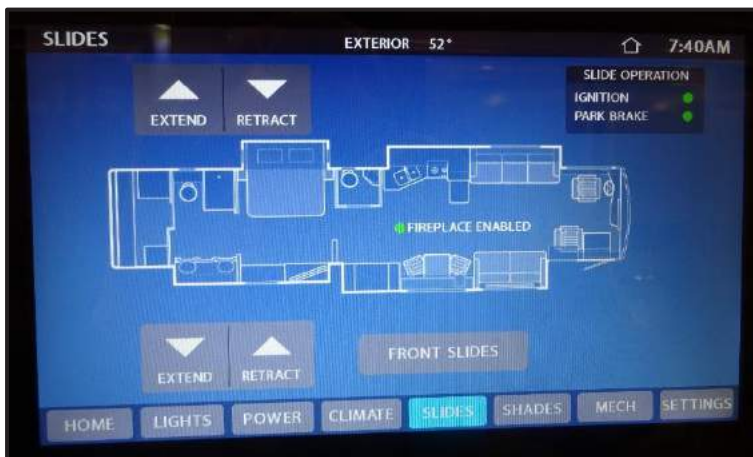 SLIDES EXTERIOR 52° 7:40AM
SLIDE OPERATION
IGNITION
PARK BRAKE
EXTEND RETRACT
FIREPLACE ENABLED
EXTEND RETRACT
FRONT SLIDES
HOME LIGHTS POWER CLIMATE SLIDES SHADES MECH SETTINGS